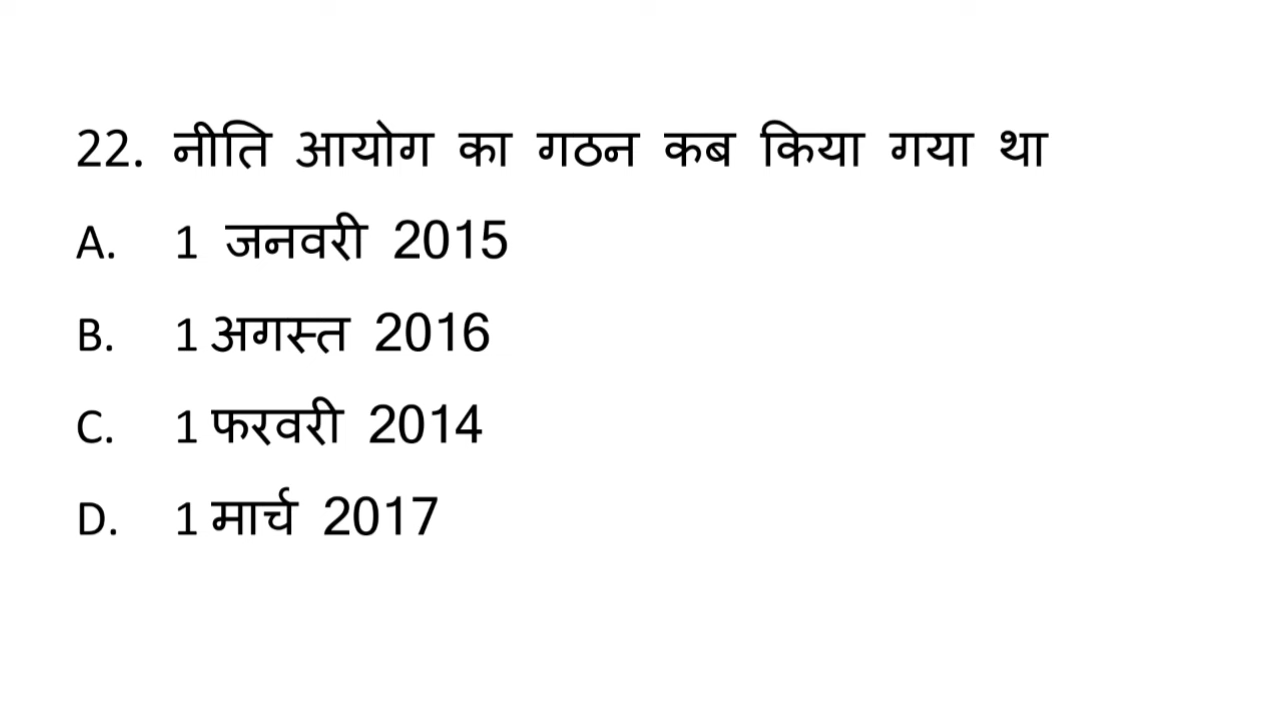 22. नीति आयोग का गठन कब किया गया था
A. 1 जनवरी 2015
B. 1 अगस्त 2016
C. 1 फरवरी 2014
D. 1 मार्च 2017